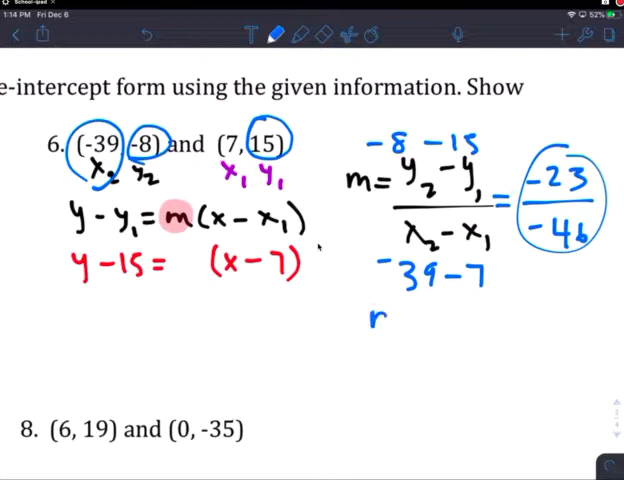 School-ipad
1:14 PM Fri Dec 6
52%
T
e-intercept form using the given information. Show
6. (-39, -8) and (7, 15)
x₂ y₂ x₁ y₁
-8 -15
m = y₂ - y₁ / x₂ - x₁ = -23 / -46
-39 - 7
y - y₁ = m(x - x₁)
y - 15 = (x - 7)
r
8. (6, 19) and (0, -35)